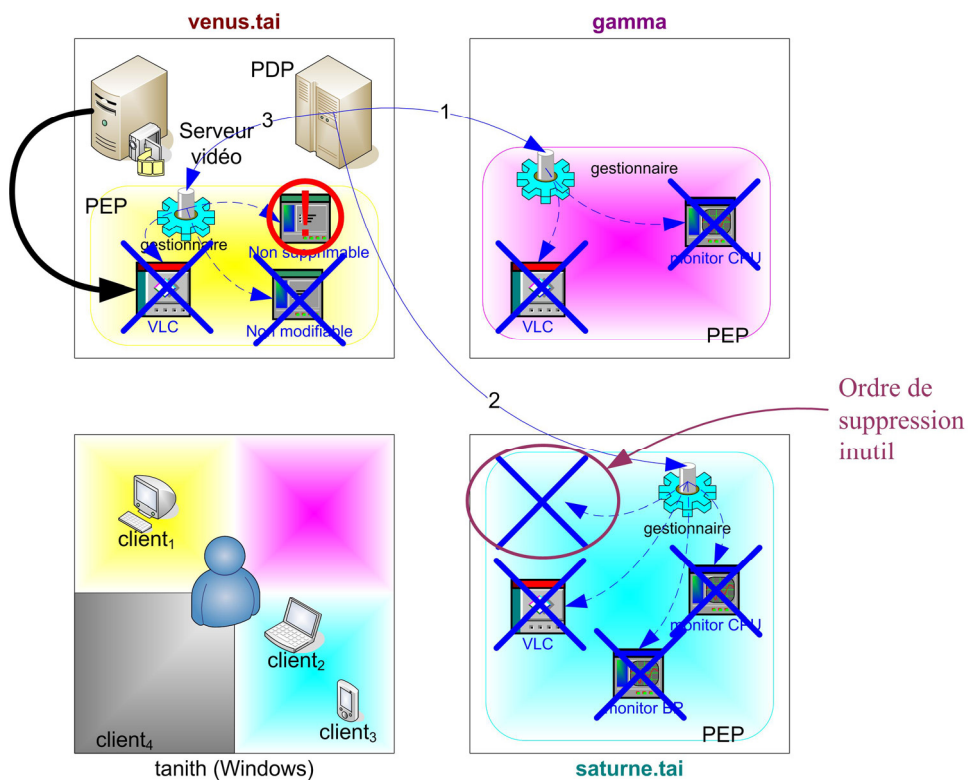 venus.tai
gamma
PDP
3
1
Serveur
vidéo
PEP
gestionnaire
gestionnaire
Non supprimable
monitor CPU
VLC
Non modifiable
VLC
PEP
2
Ordre de
suppression
inutil
client1
gestionnaire
client2
VLC
monitor CPU
client3
monitor BP
client4
PEP
tanith (Windows)
saturne.tai